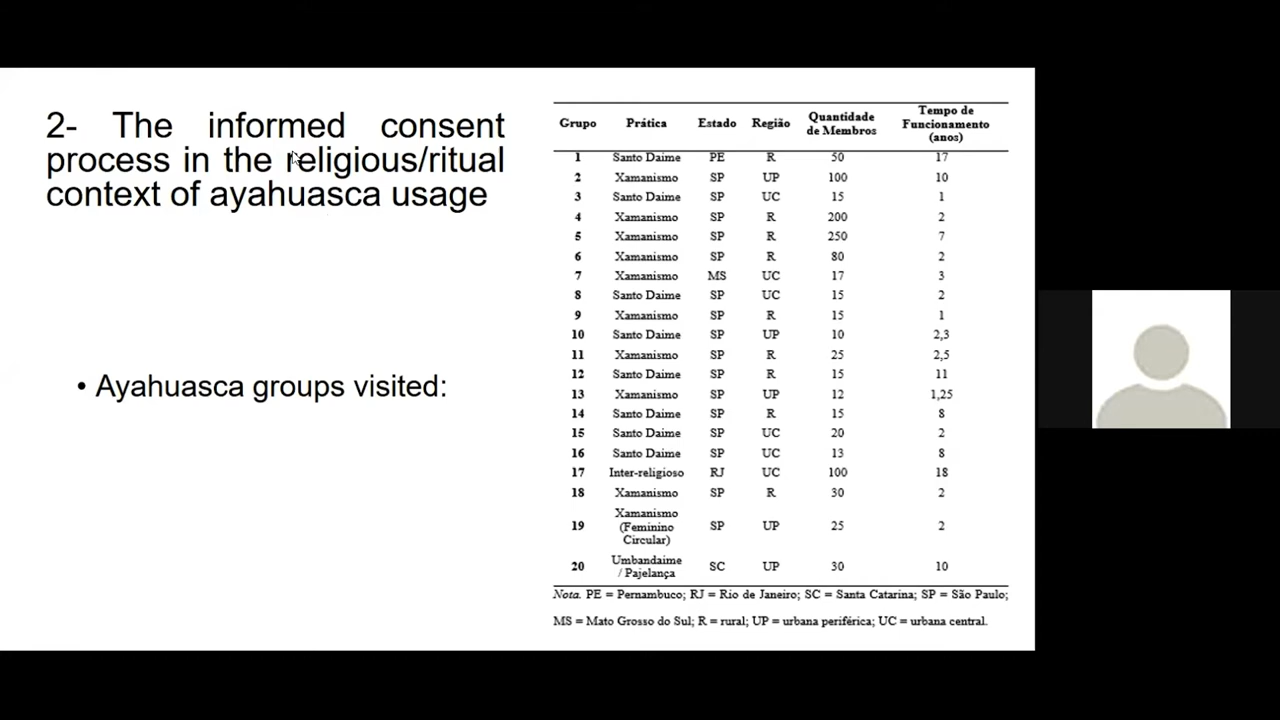 2- The informed consent
process in the religious/ritual
context of ayahuasca usage
• Ayahuasca groups visited:
Grupo Prática Estado Região Quantidade de Membros Tempo de Funcionamento (anos)
1 Santo Daime PE R 50 17
2 Xamanismo SP UP 100 10
3 Santo Daime SP UC 15 1
4 Xamanismo SP R 200 2
5 Xamanismo SP R 250 7
6 Xamanismo SP R 80 2
7 Xamanismo MS UC 17 3
8 Santo Daime SP UC 15 2
9 Xamanismo SP R 15 1
10 Santo Daime SP UP 10 2,3
11 Xamanismo SP R 25 2,5
12 Santo Daime SP R 15 11
13 Xamanismo SP UP 12 1,25
14 Santo Daime SP R 15 8
15 Santo Daime SP UC 20 2
16 Santo Daime SP UC 13 8
17 Inter-religioso RJ UC 100 18
18 Xamanismo SP R 30 2
19 Xamanismo (Feminino Circular) SP UP 25 2
20 Umbandaime / Pajelança SC UP 30 10
Nota. PE = Pernambuco; RJ = Rio de Janeiro; SC = Santa Catarina; SP = São Paulo;
MS = Mato Grosso do Sul; R = rural; UP = urbana periférica; UC = urbana central.